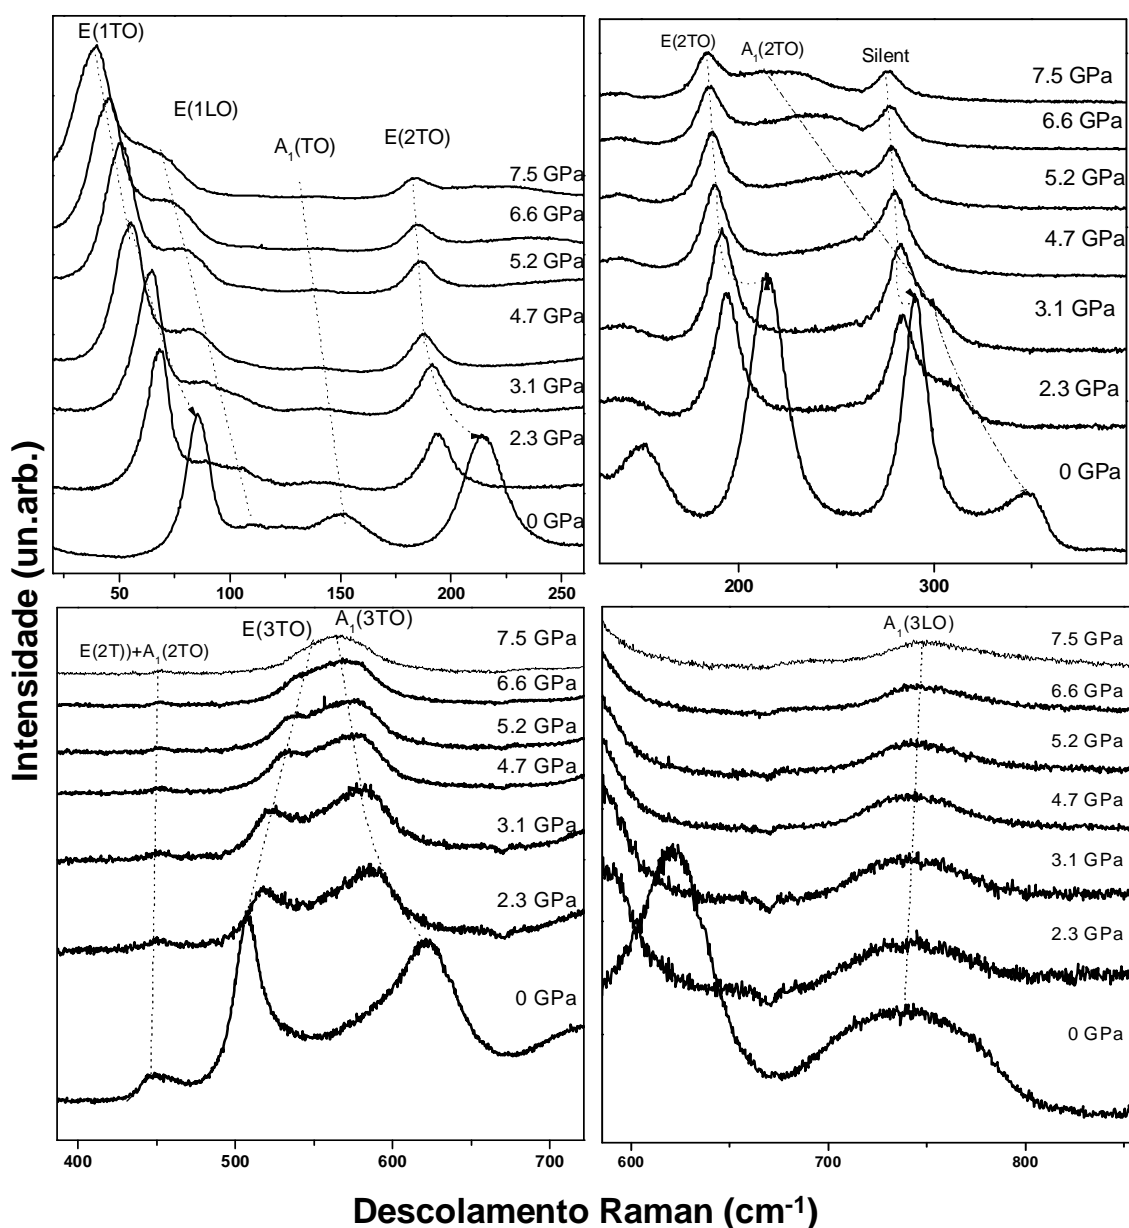 E(1TO)
E(1LO)
A1(TO)
E(2TO)
7.5 GPa
6.6 GPa
5.2 GPa
4.7 GPa
3.1 GPa
2.3 GPa
0 GPa
50 100 150 200 250
E(2TO)
A1(2TO)
Silent
7.5 GPa
6.6 GPa
5.2 GPa
4.7 GPa
3.1 GPa
2.3 GPa
0 GPa
200 300
Intensidade (un.arb.)
E(2T))+A1(2TO)
E(3TO)
A1(3TO)
7.5 GPa
6.6 GPa
5.2 GPa
4.7 GPa
3.1 GPa
2.3 GPa
0 GPa
400 500 600 700
A1(3LO)
7.5 GPa
6.6 GPa
5.2 GPa
4.7 GPa
3.1 GPa
2.3 GPa
0 GPa
600 700 800
Descolamento Raman (cm-1)